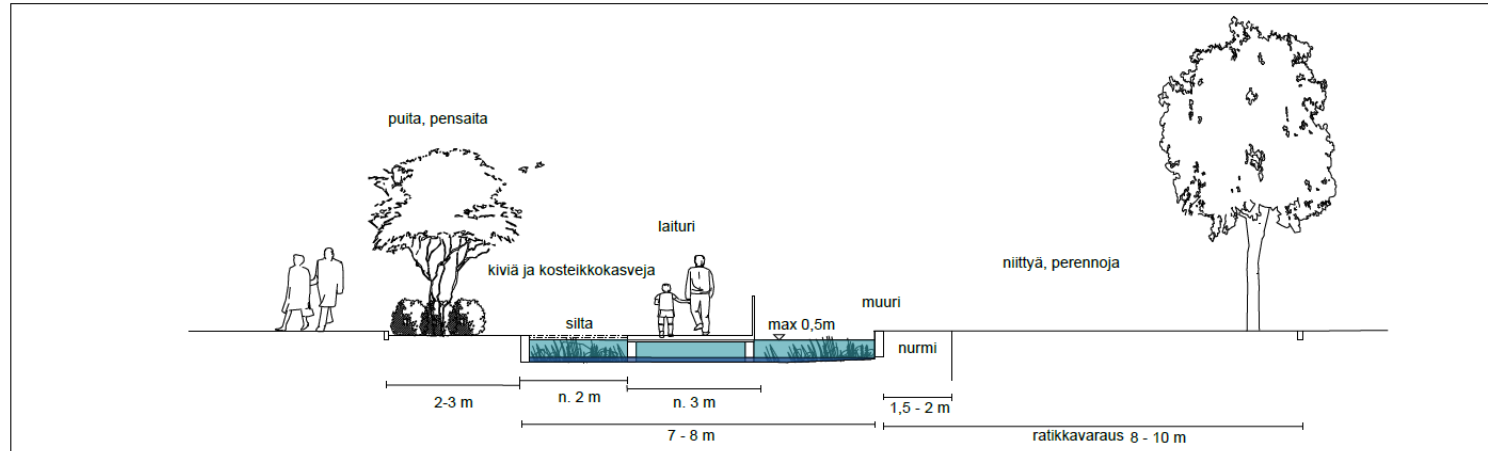 puita, pensaita
laituri
kiviä ja kosteikkokasveja
niittyä, perennoja
muuri
silta
max 0,5m
nurmi
2-3 m
n. 2 m
n. 3 m
1,5 - 2 m
7 - 8 m
ratikkavaraus 8 - 10 m